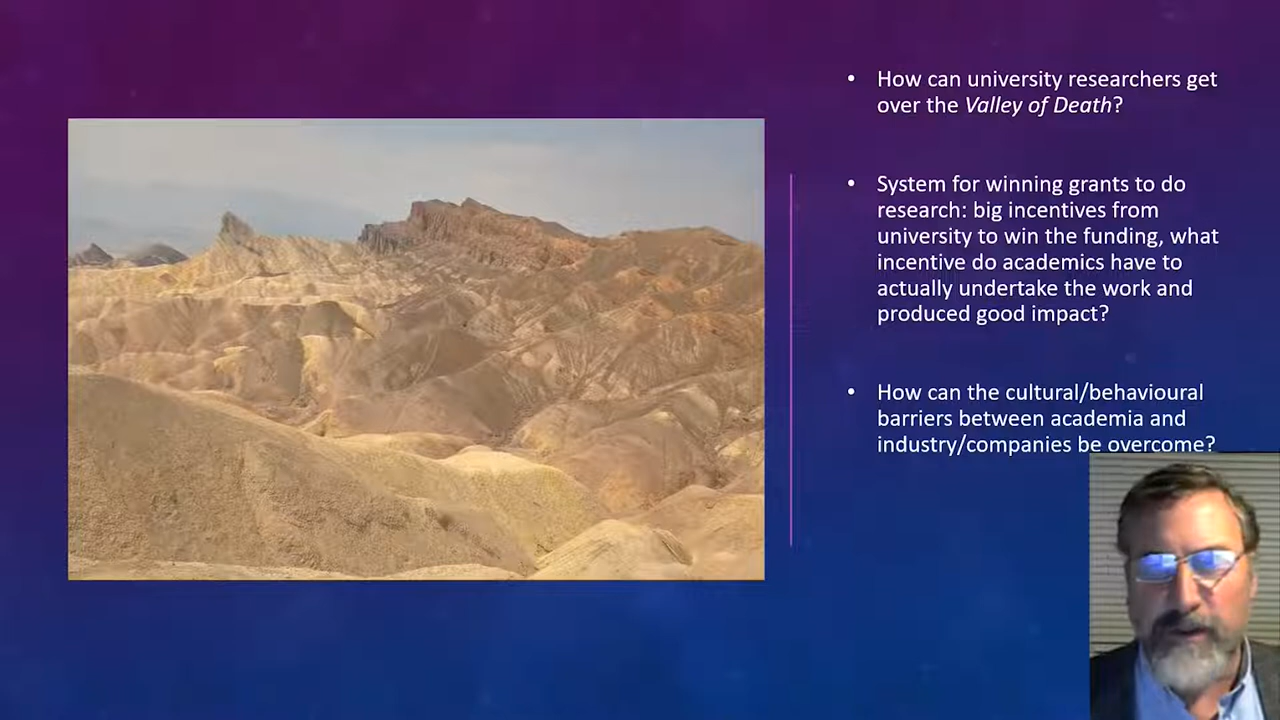 • How can university researchers get
over the Valley of Death?
• System for winning grants to do
research: big incentives from
university to win the funding, what
incentive do academics have to
actually undertake the work and
produced good impact?
• How can the cultural/behavioural
barriers between academia and
industry/companies be overcome?